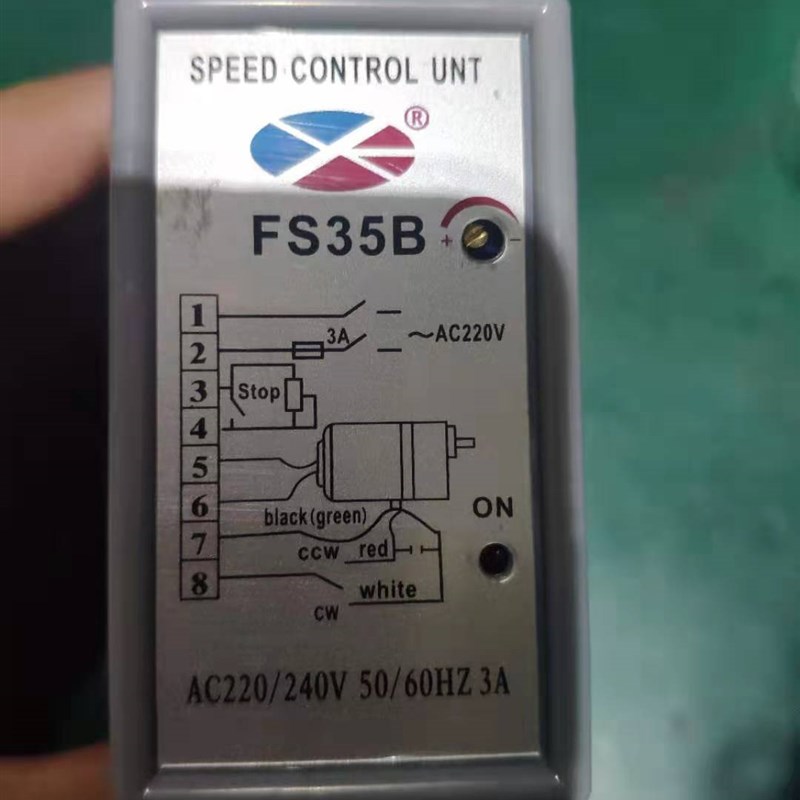 SPEED CONTROL UNT
®
FS35B
+ -
1
2 3A ～AC220V
3 Stop
4
5
6
black(green)
7
CCW red
ON
8 white
CW
AC220/240V 50/60HZ 3A